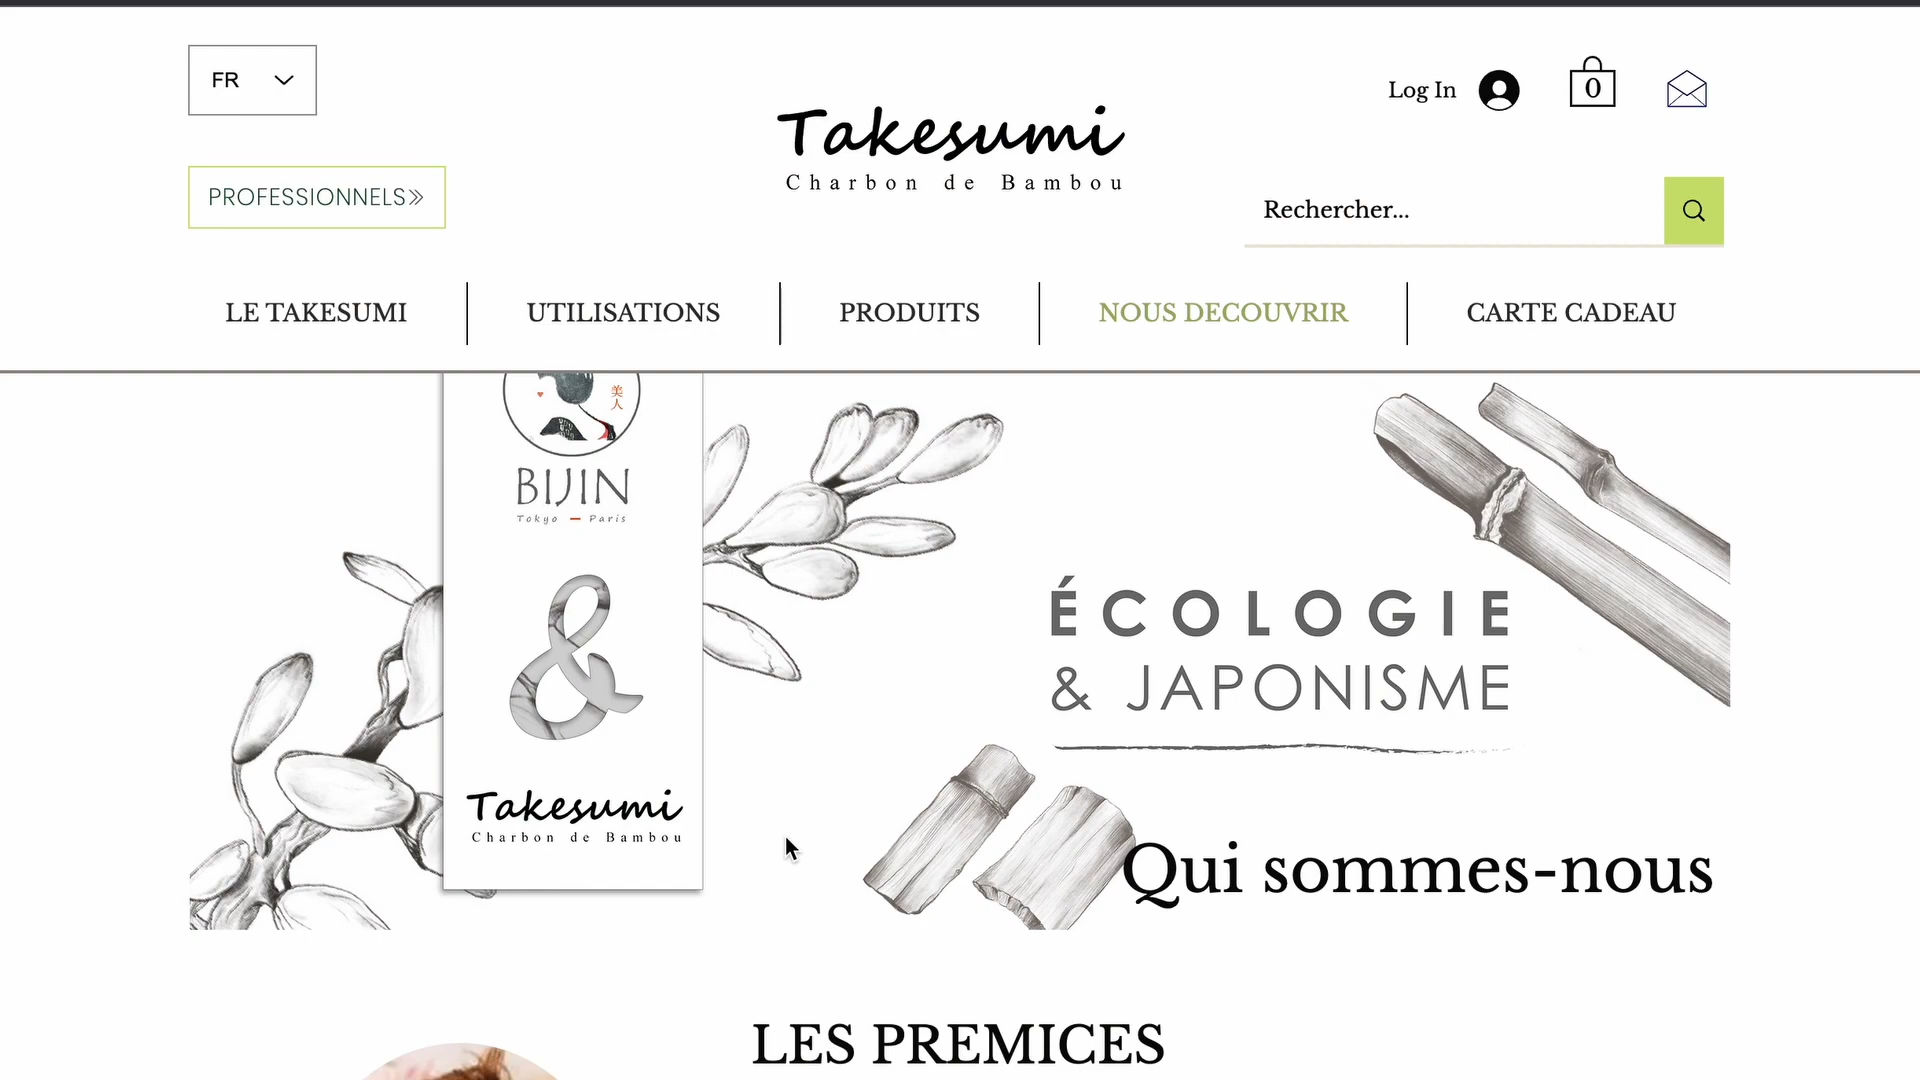 FR
Log In
0
Takesumi
Charbon de Bambou
PROFESSIONNELS
Rechercher...
LE TAKESUMI
UTILISATIONS
PRODUITS
NOUS DECOUVRIR
CARTE CADEAU
美
人
BIJIN
Tokyo — Paris
&
Takesumi
Charbon de Bambou
ÉCOLOGIE
& JAPONISME
Qui sommes-nous
LES PREMICES